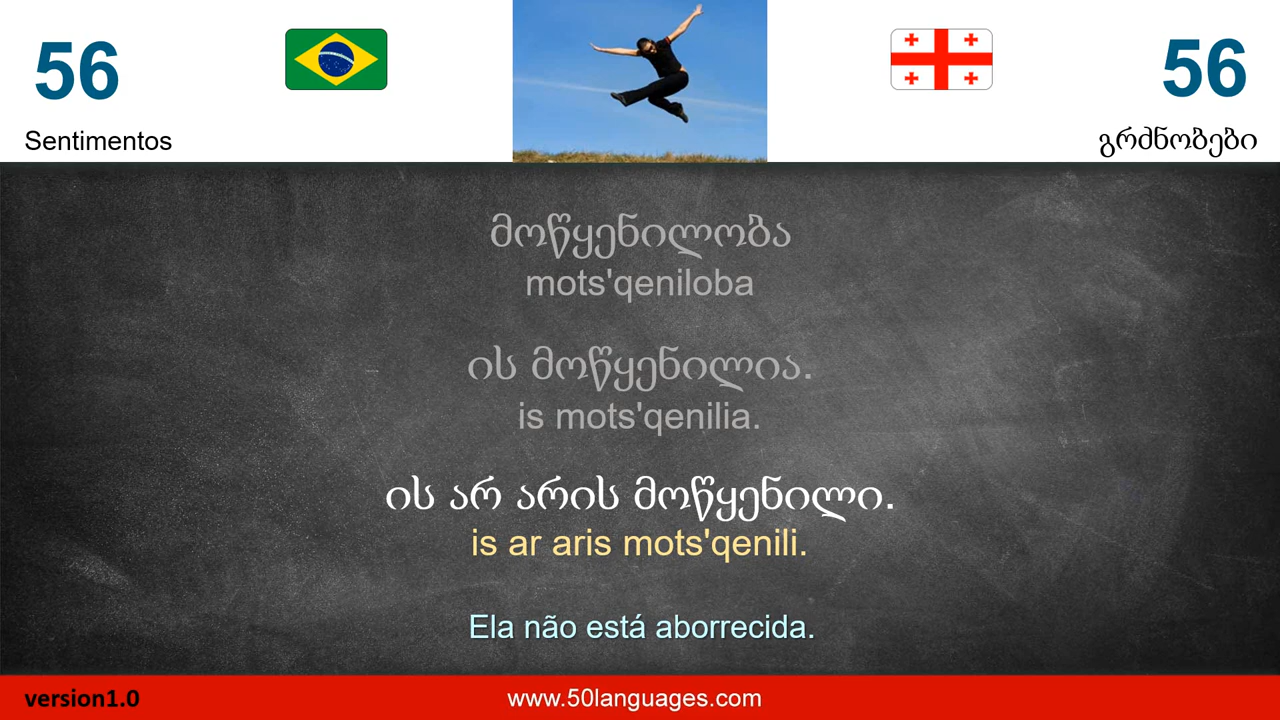 56
56
Sentimentos
გრძნობები
მოწყენილობა
mots'qeniloba
ის მოწყენილია.
is mots'qenilia.
ის არ არის მოწყენილი.
is ar aris mots'qenili.
Ela não está aborrecida.
version1.0
www.50languages.com